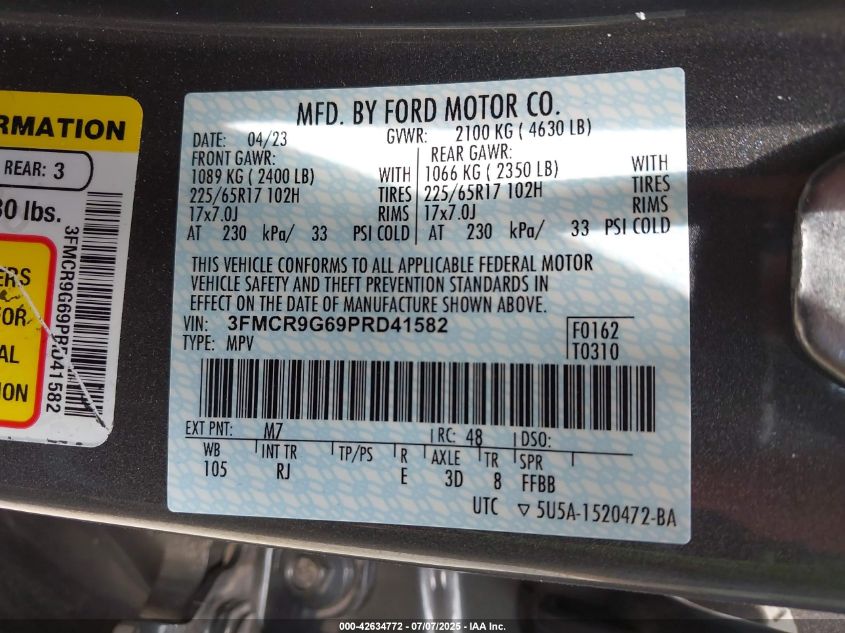 RMATION
REAR: 3
30 lbs.
ERS
FOR
AL
ION
3FMCR9G69PRD41582
MFD. BY FORD MOTOR CO.
DATE: 04/23 GVWR: 2100 KG ( 4630 LB)
FRONT GAWR: REAR GAWR:
1089 KG ( 2400 LB) WITH 1066 KG ( 2350 LB) WITH
225/65R17 102H TIRES 225/65R17 102H TIRES
17x7.0J RIMS 17x7.0J RIMS
AT 230 kPa/ 33 PSI COLD AT 230 kPa/ 33 PSI COLD
THIS VEHICLE CONFORMS TO ALL APPLICABLE FEDERAL MOTOR
VEHICLE SAFETY AND THEFT PREVENTION STANDARDS IN
EFFECT ON THE DATE OF MANUFACTURE SHOWN ABOVE.
VIN: 3FMCR9G69PRD41582 F0162
TYPE: MPV T0310
EXT PNT: M7 RC: 48 DSO:
WB INT TR TP/PS R AXLE TR SPR
105 RJ E 3D 8 FFBB
UTC ▽ 5U5A-1520472-BA
000 - 42634772 - 07/07/2025 - IAA Inc.